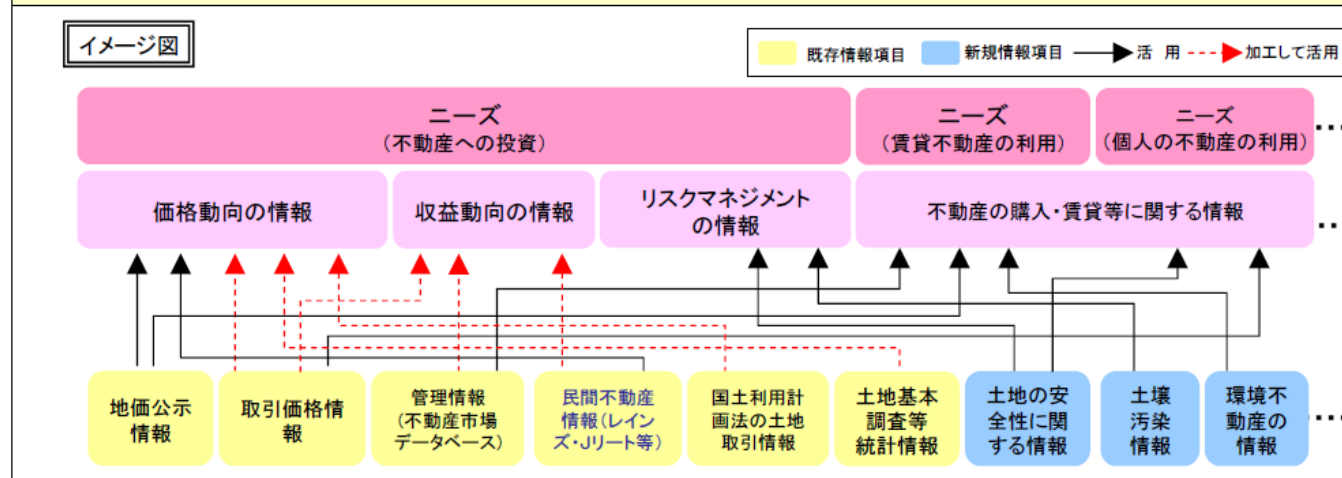 イメージ図
既存情報項目
新規情報項目
活 用
加工して活用
ニーズ
(不動産への投資)
ニーズ
(賃貸不動産の利用)
ニーズ
(個人の不動産の利用)
…
価格動向の情報
収益動向の情報
リスクマネジメント
の情報
不動産の購入・賃貸等に関する情報
…
地価公示
情報
取引価格情
報
管理情報
(不動産市場
データベース)
民間不動産
情報(レイン
ズ・Jリート等)
国土利用計
画法の土地
取引情報
土地基本
調査等
統計情報
土地の安
全性に関
する情報
土壌
汚染
情報
環境不
動産の
情報
…